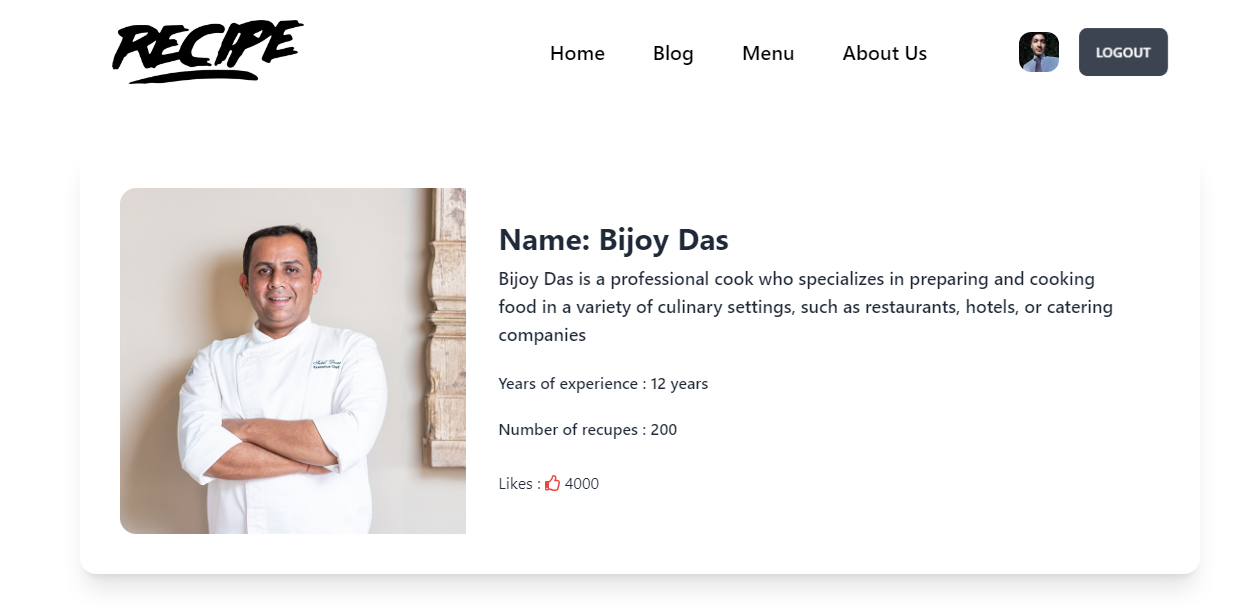 RECIPE
Home
Blog
Menu
About Us
LOGOUT
Name: Bijoy Das
Bijoy Das is a professional cook who specializes in preparing and cooking
food in a variety of culinary settings, such as restaurants, hotels, or catering
companies
Years of experience : 12 years
Number of recupes : 200
Likes : 4000
Executive Chef